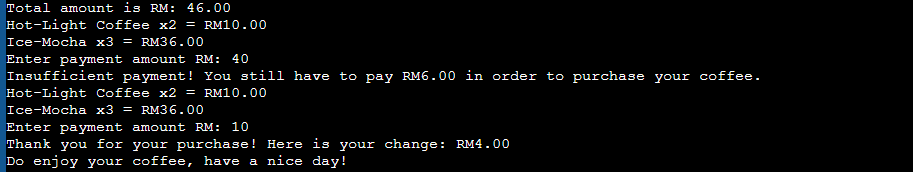 Total amount is RM: 46.00
Hot-Light Coffee x2 = RM10.00
Ice-Mocha x3 = RM36.00
Enter payment amount RM: 40
Insufficient payment! You still have to pay RM6.00 in order to purchase your coffee.
Hot-Light Coffee x2 = RM10.00
Ice-Mocha x3 = RM36.00
Enter payment amount RM: 10
Thank you for your purchase! Here is your change: RM4.00
Do enjoy your coffee, have a nice day!